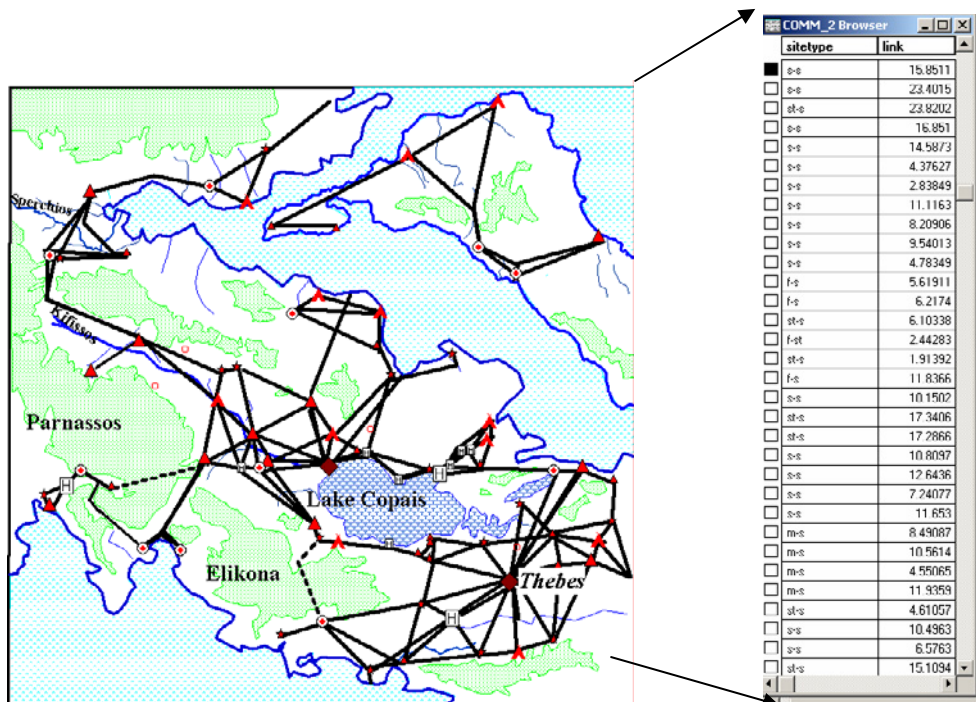 COMM_2 Browser
sitetype link
s-s 15.8511
s-s 23.4015
st-s 23.8202
s-s 16.851
s-s 14.5873
s-s 4.37627
s-s 2.83849
s-s 11.1163
s-s 8.20906
s-s 9.54013
s-s 4.78349
f-s 5.61911
f-s 6.2174
st-s 6.10338
f-st 2.44283
st-s 1.91392
f-s 11.8366
s-s 10.1502
st-s 17.3406
st-s 17.2866
s-s 10.8097
s-s 12.6436
s-s 7.24077
s-s 11.653
m-s 8.49087
m-s 10.5614
m-s 4.55065
m-s 11.9359
st-s 4.61057
s-s 10.4963
s-s 6.5763
st-s 15.1094
Sperchios
Kifissos
Parnassos
H
H
Lake Copais
Elikona
Thebes
H